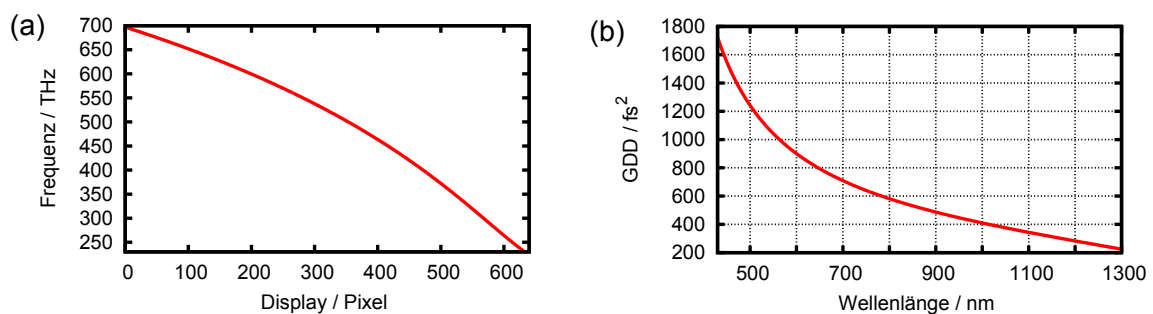 (a)
Frequenz / THz
700
650
600
550
500
450
400
350
300
250
0 100 200 300 400 500 600
Display / Pixel
(b)
GDD / fs²
1800
1600
1400
1200
1000
800
600
400
200
500 700 900 1100 1300
Wellenlänge / nm